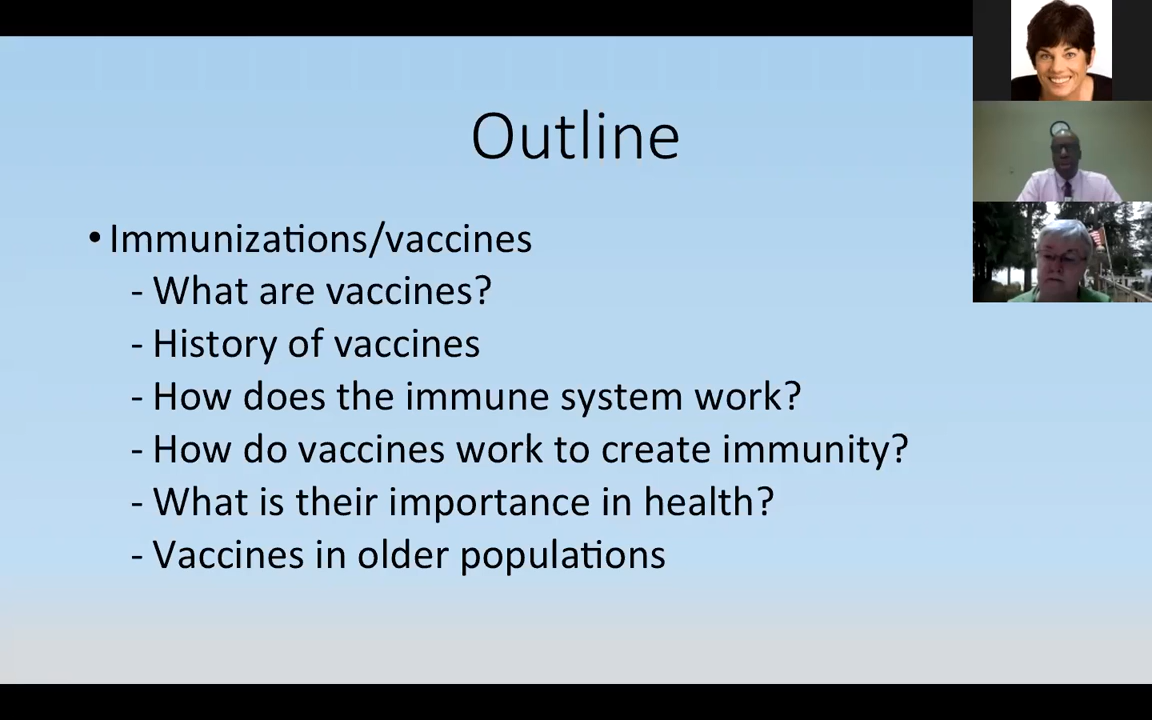 Outline
• Immunizations/vaccines
- What are vaccines?
- History of vaccines
- How does the immune system work?
- How do vaccines work to create immunity?
- What is their importance in health?
- Vaccines in older populations